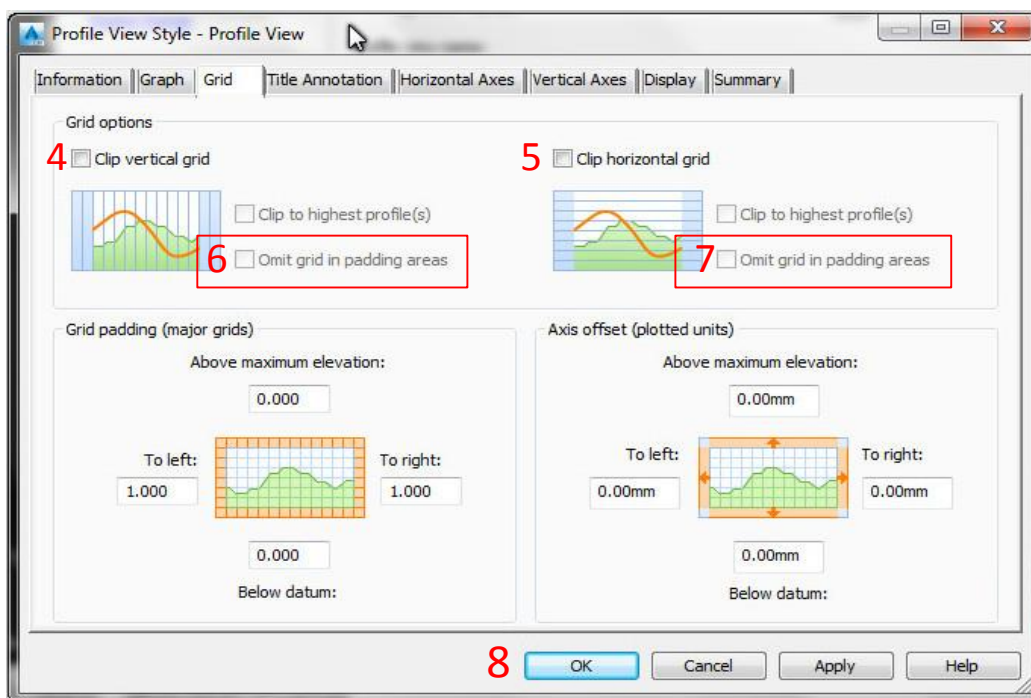 Profile View Style - Profile View
Information Graph Grid Title Annotation Horizontal Axes Vertical Axes Display Summary
Grid options
4 Clip vertical grid
5 Clip horizontal grid
Clip to highest profile(s)
6 Omit grid in padding areas
Clip to highest profile(s)
7 Omit grid in padding areas
Grid padding (major grids)
Above maximum elevation:
0.000
To left:
1.000
To right:
1.000
0.000
Below datum:
Axis offset (plotted units)
Above maximum elevation:
0.00mm
To left:
0.00mm
To right:
0.00mm
0.00mm
Below datum:
8 OK Cancel Apply Help